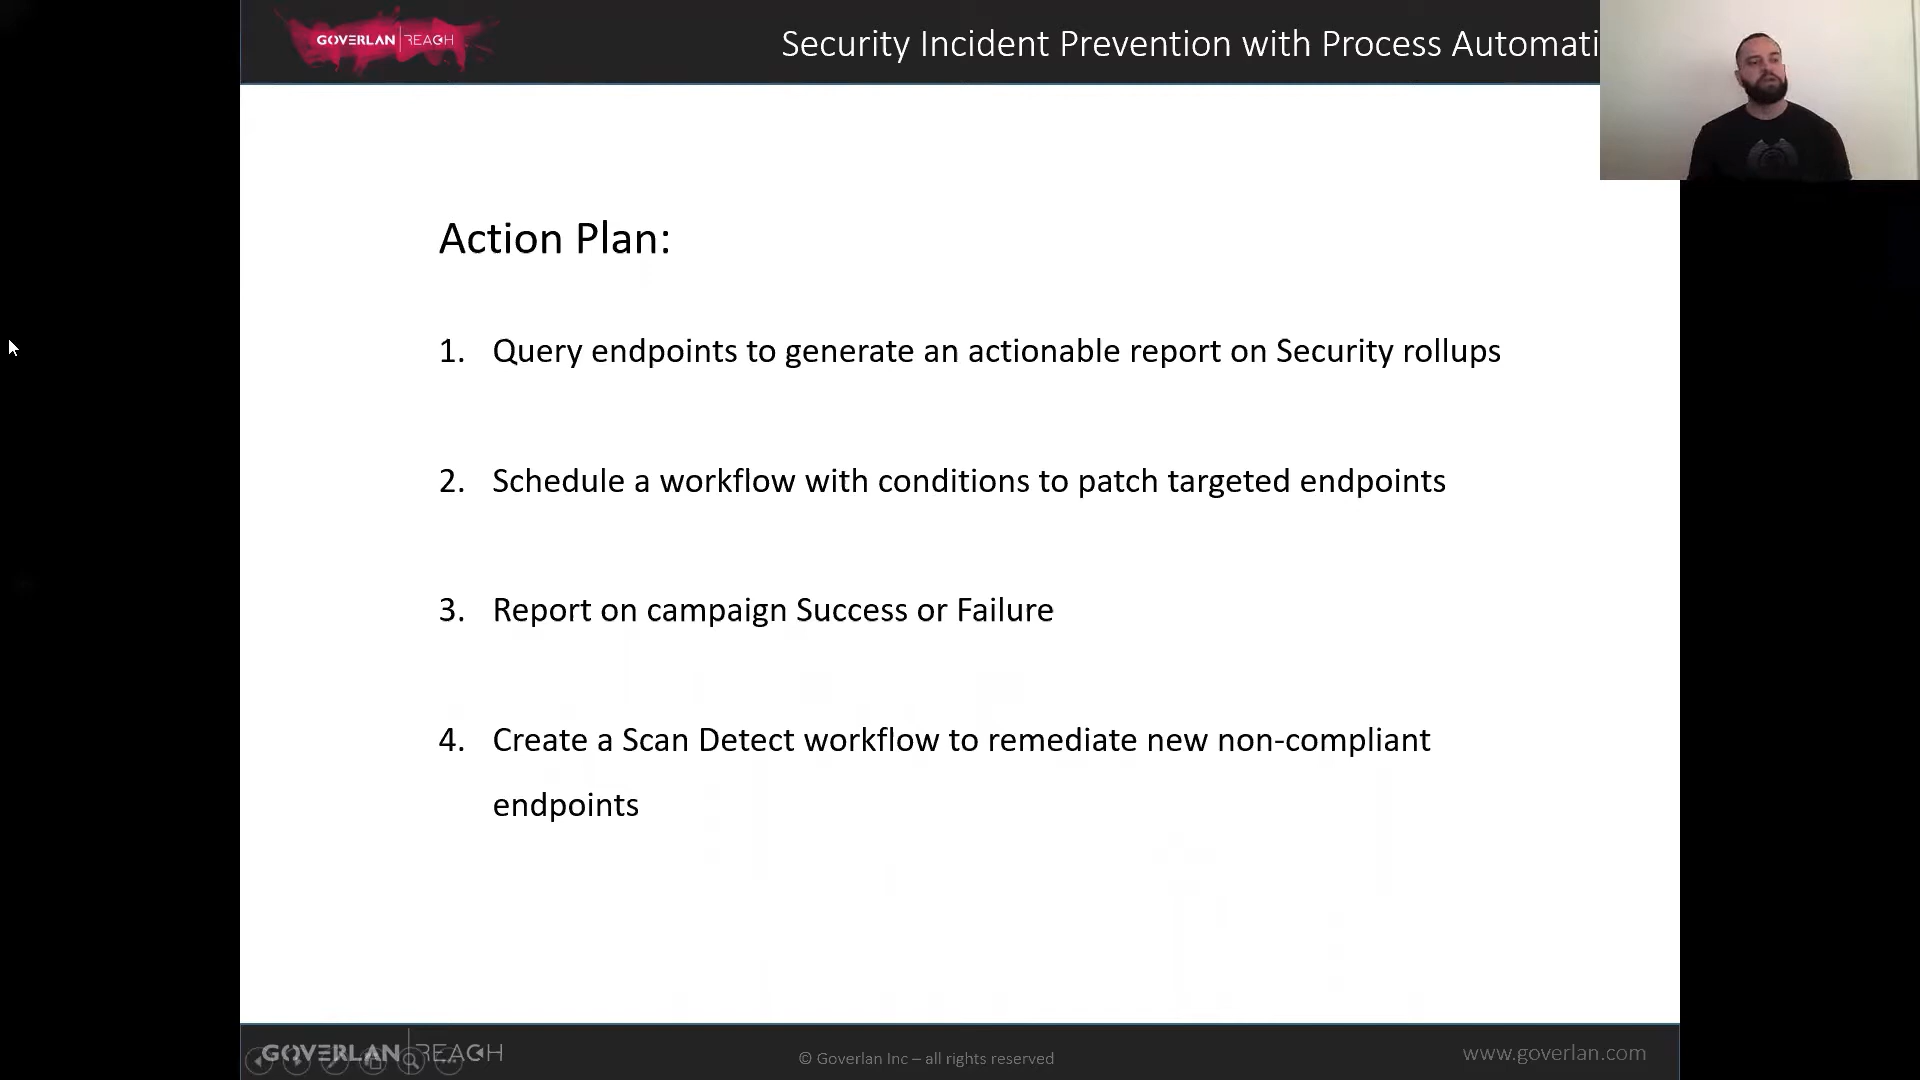 GOVERLAN REACH
Security Incident Prevention with Process Automati
Action Plan:
1. Query endpoints to generate an actionable report on Security rollups
2. Schedule a workflow with conditions to patch targeted endpoints
3. Report on campaign Success or Failure
4. Create a Scan Detect workflow to remediate new non-compliant
endpoints
GOVERLAN REACH
© Goverlan Inc – all rights reserved
www.goverlan.com